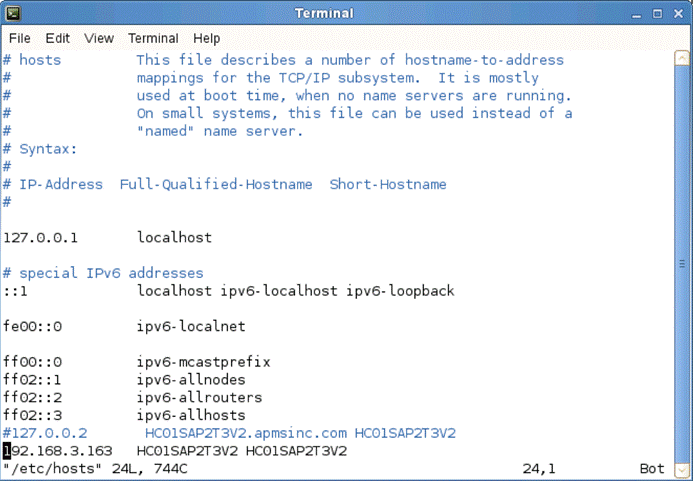 Terminal
File Edit View Terminal Help
# hosts         This file describes a number of hostname-to-address
#               mappings for the TCP/IP subsystem.  It is mostly
#               used at boot time, when no name servers are running.
#               On small systems, this file can be used instead of a
#               "named" name server.
# Syntax:
#
# IP-Address  Full-Qualified-Hostname  Short-Hostname
#
127.0.0.1       localhost
# special IPv6 addresses
::1             localhost ipv6-localhost ipv6-loopback
fe00::0         ipv6-localnet
ff00::0         ipv6-mcastprefix
ff02::1         ipv6-allnodes
ff02::2         ipv6-allrouters
ff02::3         ipv6-allhosts
#127.0.0.2       HC01SAP2T3V2.apmsinc.com HC01SAP2T3V2
192.168.3.163   HC01SAP2T3V2 HC01SAP2T3V2
"/etc/hosts" 24L, 744C                                        24,1          Bot